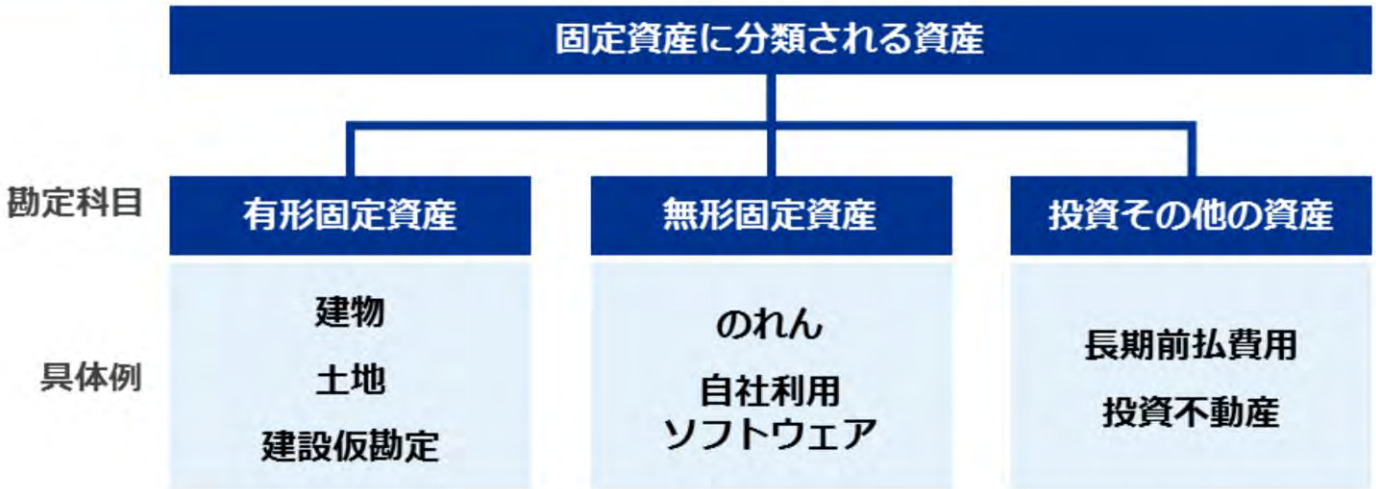 固定資産に分類される資産
勘定科目
有形固定資産
無形固定資産
投資その他の資産
具体例
建物
土地
建設仮勘定
のれん
自社利用
ソフトウェア
長期前払費用
投資不動産